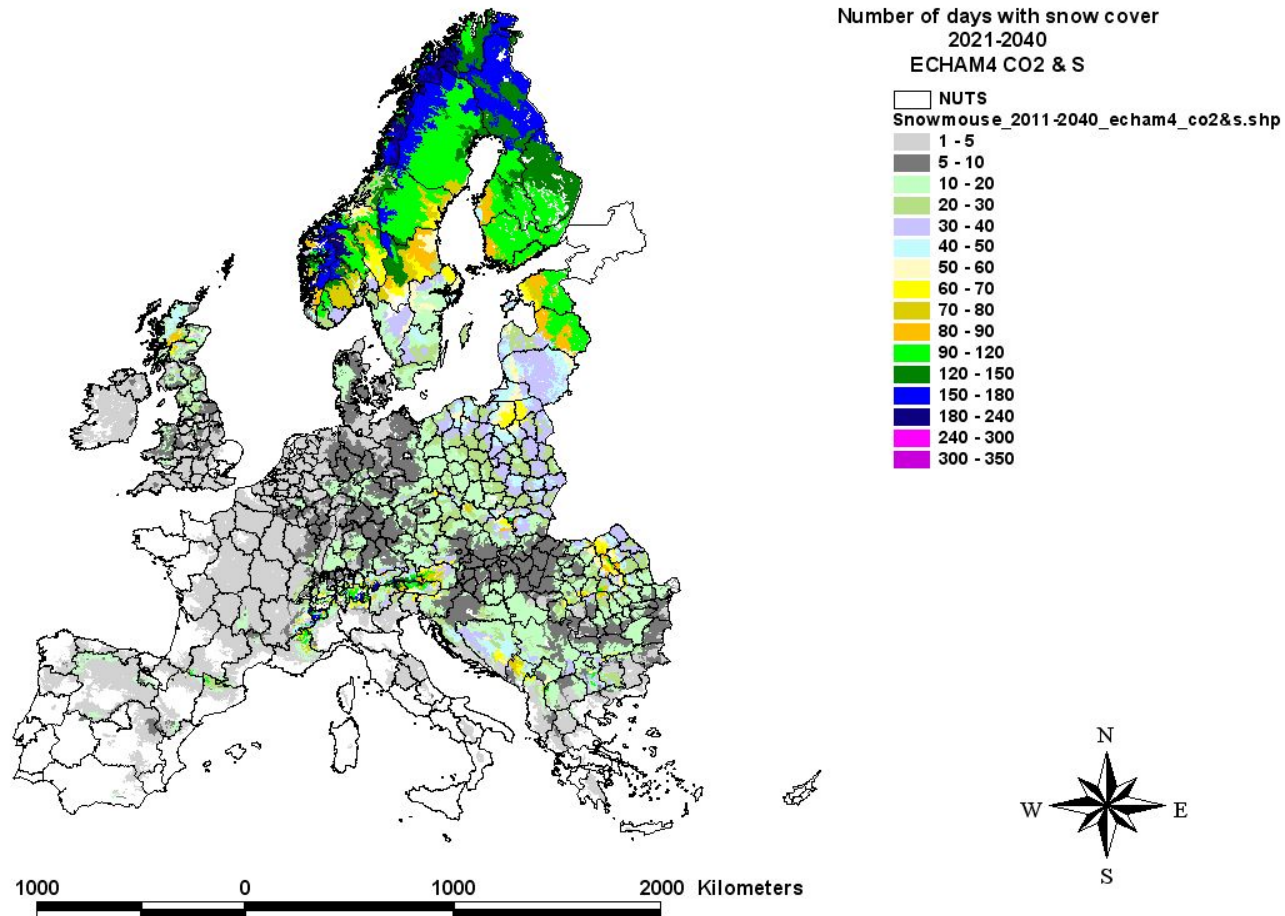 Number of days with snow cover
2021-2040
ECHAM4 CO2 & S
NUTS
Snowmouse_2011-2040_echam4_co2&s.shp
1 - 5
5 - 10
10 - 20
20 - 30
30 - 40
40 - 50
50 - 60
60 - 70
70 - 80
80 - 90
90 - 120
120 - 150
150 - 180
180 - 240
240 - 300
300 - 350
N
W E
S
1000 0 1000 2000 Kilometers